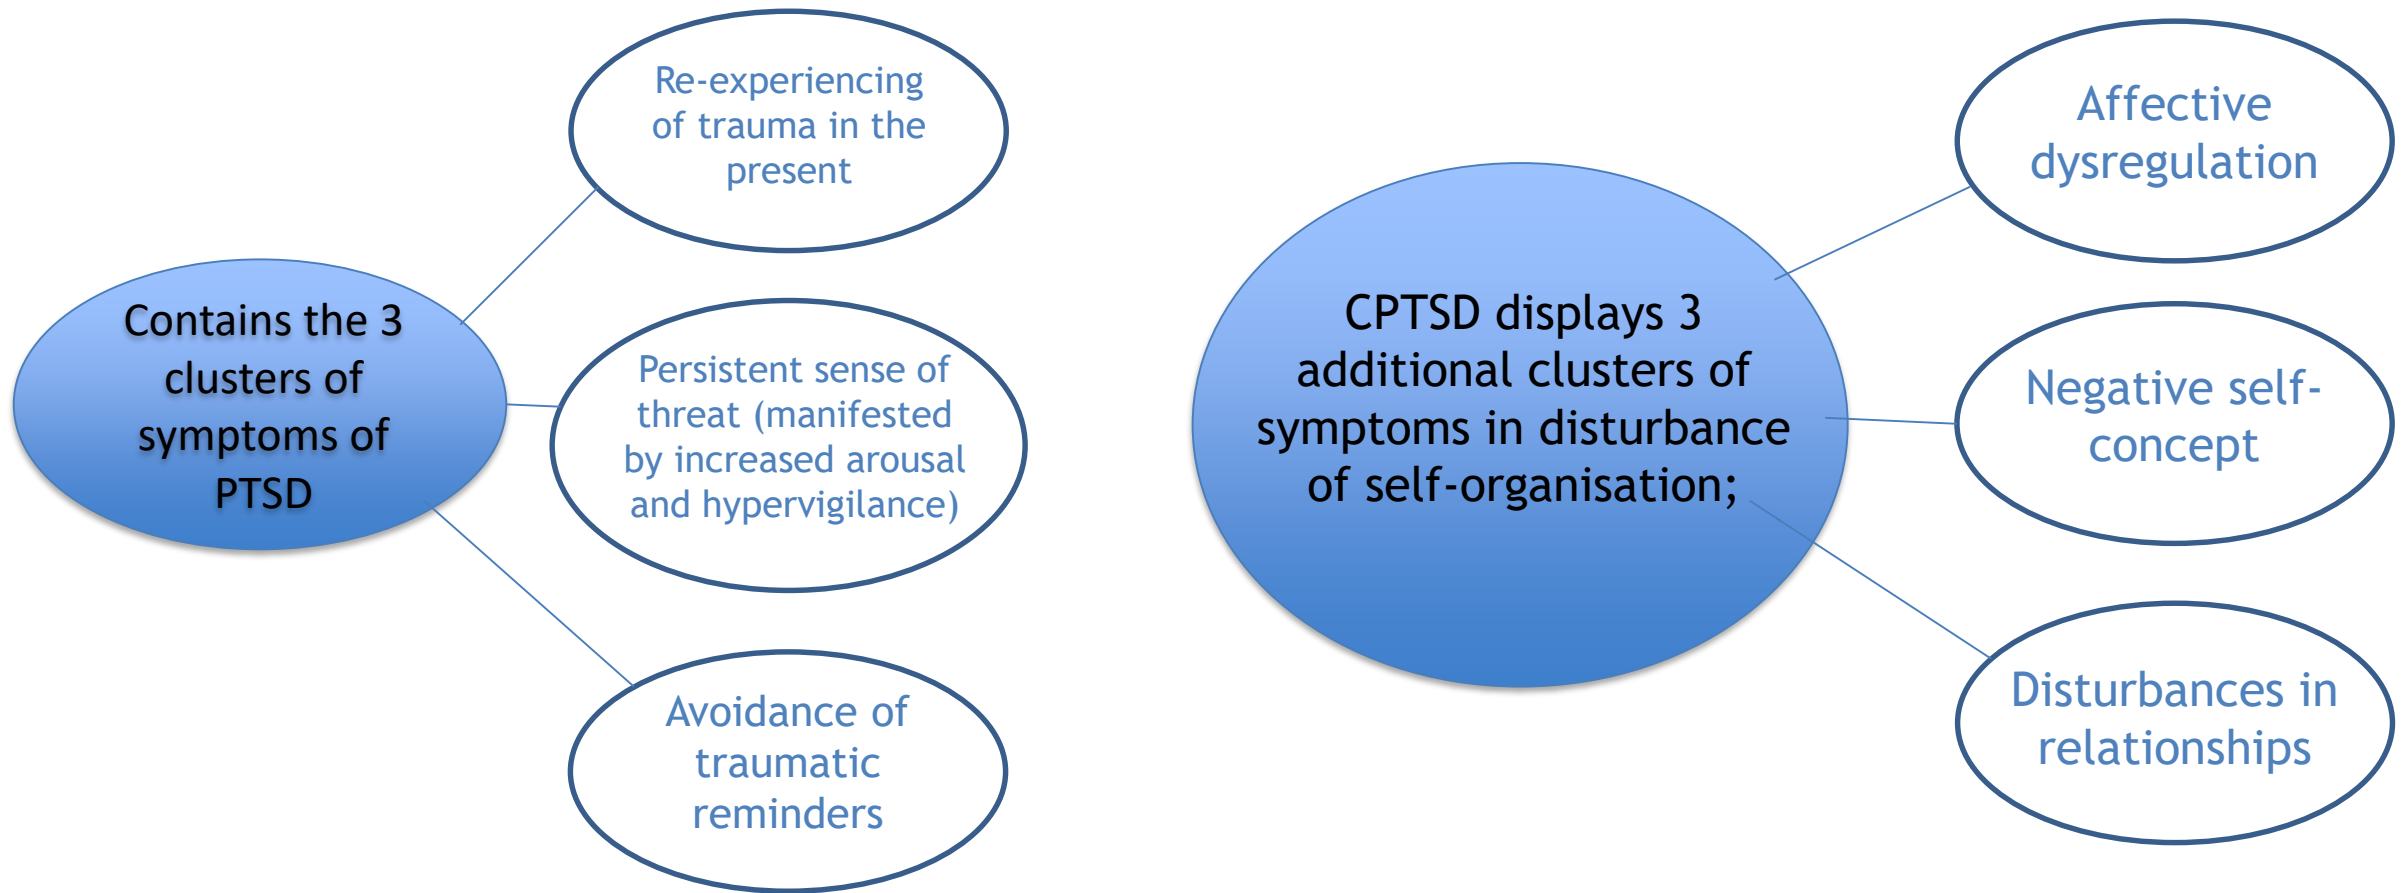 Contains the 3
clusters of
symptoms of
PTSD
Re-experiencing
of trauma in the
present
Persistent sense of
threat (manifested
by increased arousal
and hypervigilance)
Avoidance of
traumatic
reminders
CPTSD displays 3
additional clusters of
symptoms in disturbance
of self-organisation;
Affective
dysregulation
Negative self-
concept
Disturbances in
relationships